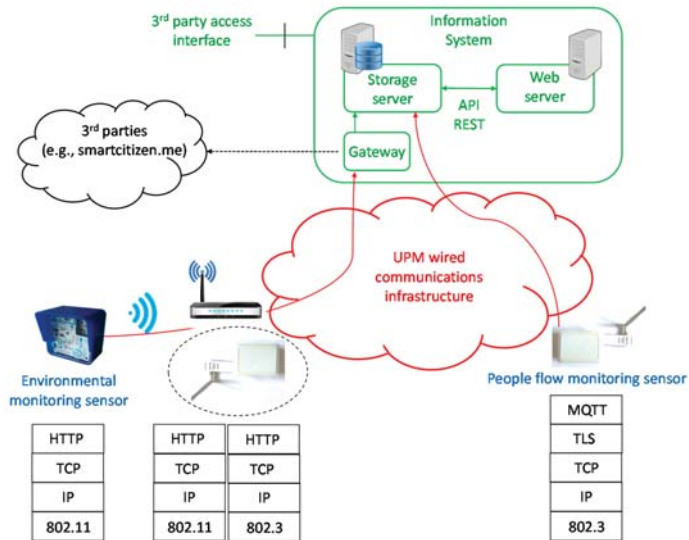 3rd party access
interface
Information
System
Storage
server
Web
server
API
REST
3rd parties
(e.g., smartcitizen.me)
Gateway
UPM wired
communications
infrastructure
Environmental
monitoring sensor
People flow monitoring sensor
HTTP
TCP
IP
802.11
HTTP
TCP
IP
802.11
HTTP
TCP
IP
802.3
MQTT
TLS
TCP
IP
802.3